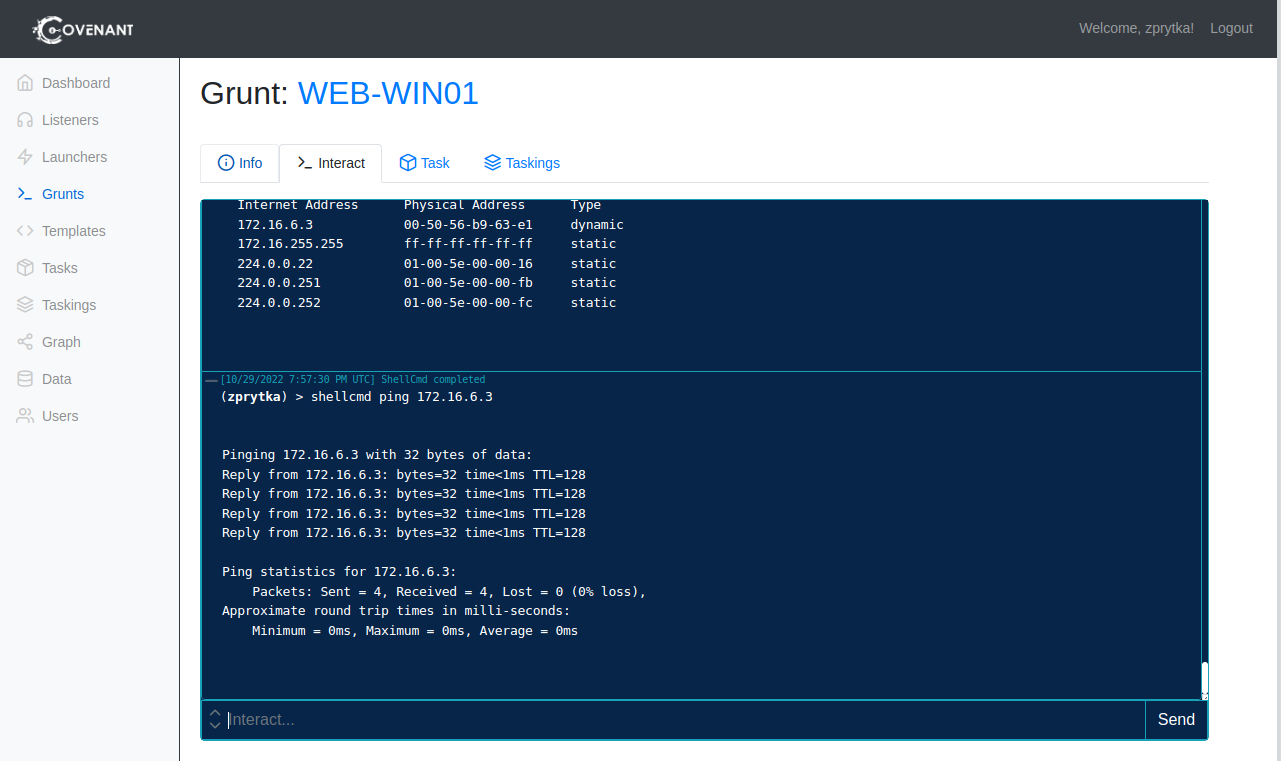 COVENANT
Welcome, zprytka! Logout
Dashboard
Listeners
Launchers
Grunts
Templates
Tasks
Taskings
Graph
Data
Users
Grunt: WEB-WIN01
Info Interact Task Taskings
Internet Address Physical Address Type
172.16.6.3 00-50-56-b9-63-e1 dynamic
172.16.255.255 ff-ff-ff-ff-ff-ff static
224.0.0.22 01-00-5e-00-00-16 static
224.0.0.251 01-00-5e-00-00-fb static
224.0.0.252 01-00-5e-00-00-fc static
[10/29/2022 7:57:30 PM UTC] ShellCmd completed
(zprytka) > shellcmd ping 172.16.6.3
Pinging 172.16.6.3 with 32 bytes of data:
Reply from 172.16.6.3: bytes=32 time<1ms TTL=128
Reply from 172.16.6.3: bytes=32 time<1ms TTL=128
Reply from 172.16.6.3: bytes=32 time<1ms TTL=128
Reply from 172.16.6.3: bytes=32 time<1ms TTL=128
Ping statistics for 172.16.6.3:
Packets: Sent = 4, Received = 4, Lost = 0 (0% loss),
Approximate round trip times in milli-seconds:
Minimum = 0ms, Maximum = 0ms, Average = 0ms
Interact... Send